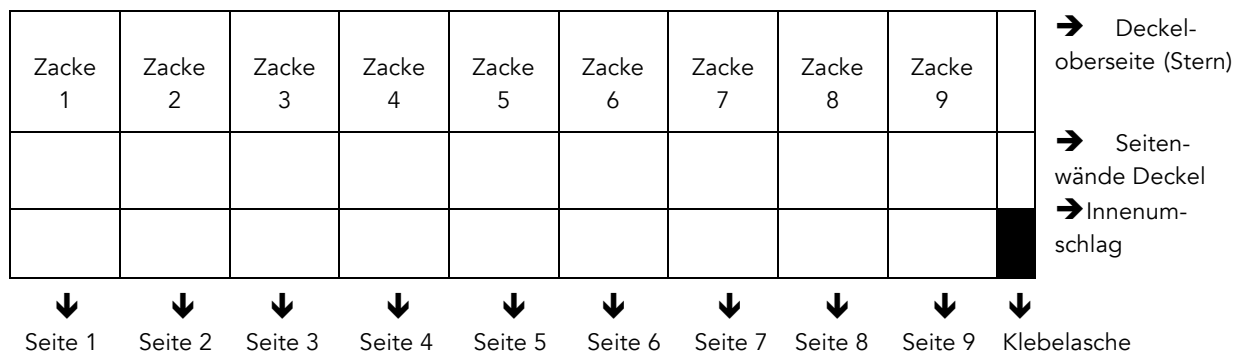 Zacke 1 Zacke 2 Zacke 3 Zacke 4 Zacke 5 Zacke 6 Zacke 7 Zacke 8 Zacke 9
➔ Deckel-
oberseite (Stern)
➔ Seiten-
wände Deckel
➔Innenum-
schlag
Seite 1 Seite 2 Seite 3 Seite 4 Seite 5 Seite 6 Seite 7 Seite 8 Seite 9 Klebelasche